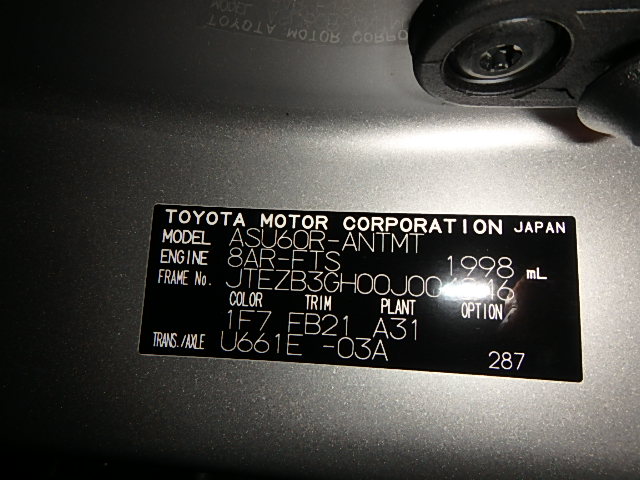 TOYOTA MOTOR CORPORATION JAPAN
MODEL ASU60R-ANTMT
ENGINE 8AR-FTS 1998 mL
FRAME No.
COLOR TRIM PLANT OPTION
1F7 FB21 A31
TRANS./AXLE U661E -03A
287